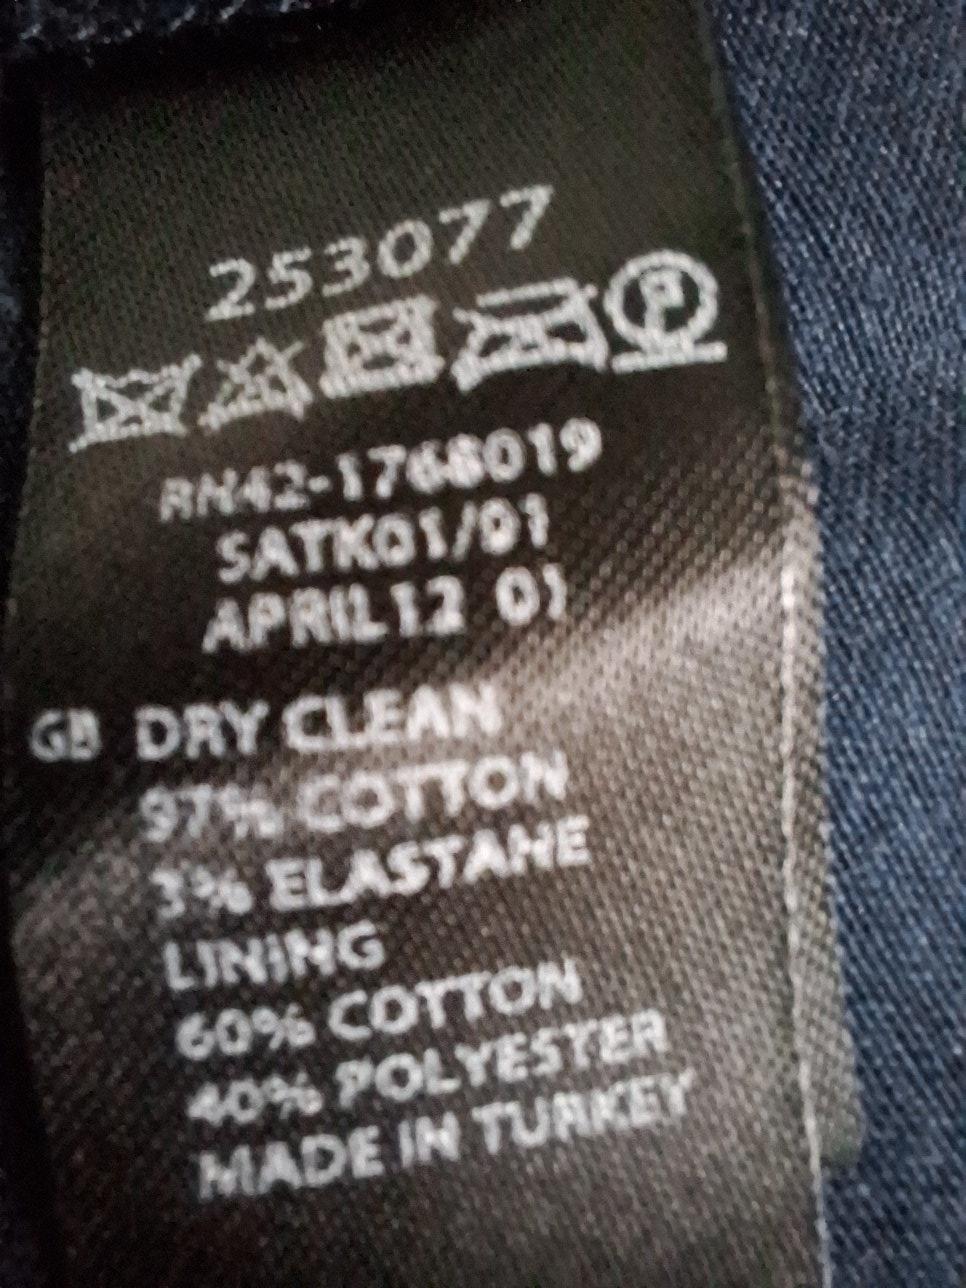 253077
P
RN42-1768019
SATK01/01
APRIL12 01
GB DRY CLEAN
97% COTTON
3% ELASTANE
LINING
60% COTTON
40% POLYESTER
MADE IN TURKEY